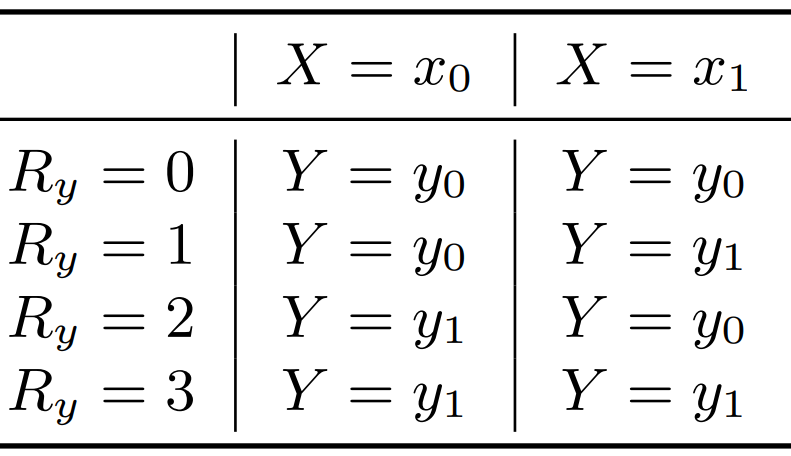 X = x₀ | X = x₁
R_y = 0 | Y = y₀ | Y = y₀
R_y = 1 | Y = y₀ | Y = y₁
R_y = 2 | Y = y₁ | Y = y₀
R_y = 3 | Y = y₁ | Y = y₁